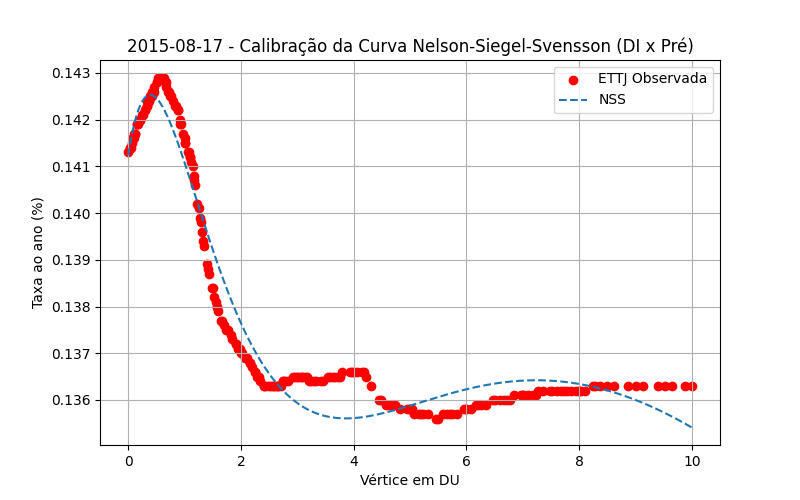 2015-08-17 - Calibração da Curva Nelson-Siegel-Svensson (DI x Pré)
ETTJ Observada
NSS
Taxa ao ano (%)
0.143
0.142
0.141
0.140
0.139
0.138
0.137
0.136
0 2 4 6 8 10
Vértice em DU